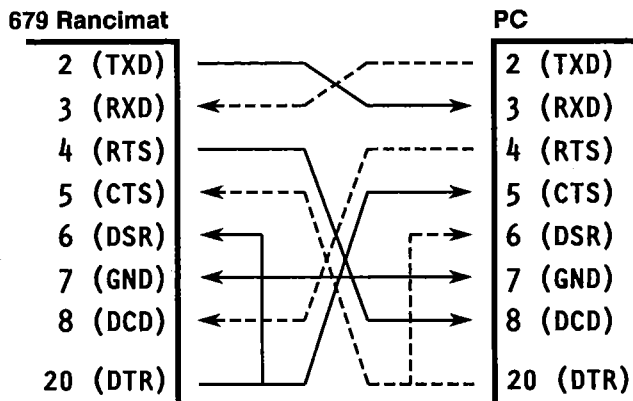 679 Rancimat PC
2 (TXD) 2 (TXD)
3 (RXD) 3 (RXD)
4 (RTS) 4 (RTS)
5 (CTS) 5 (CTS)
6 (DSR) 6 (DSR)
7 (GND) 7 (GND)
8 (DCD) 8 (DCD)
20 (DTR) 20 (DTR)